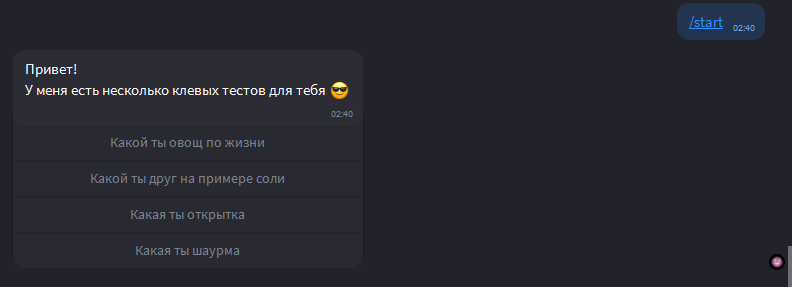 /start
02:40
Привет!
У меня есть несколько клевых тестов для тебя 😎
02:40
Какой ты овощ по жизни
Какой ты друг на примере соли
Какая ты открытка
Какая ты шаурма